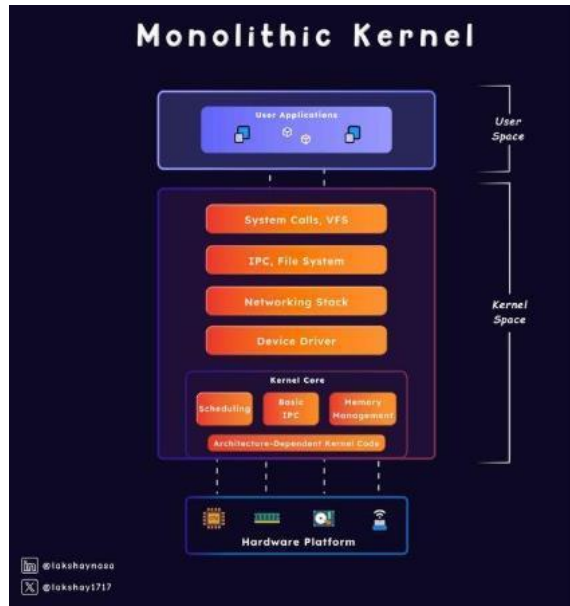 Monolithic Kernel
User Applications
User
Space
System Calls, VFS
IPC, File System
Networking Stack
Device Driver
Kernel
Space
Kernel Core
Scheduling
Basic
IPC
Memory
Management
Architecture-Dependent Kernel Code
Hardware Platform
in @lakshaynasa
X @lakshay1717